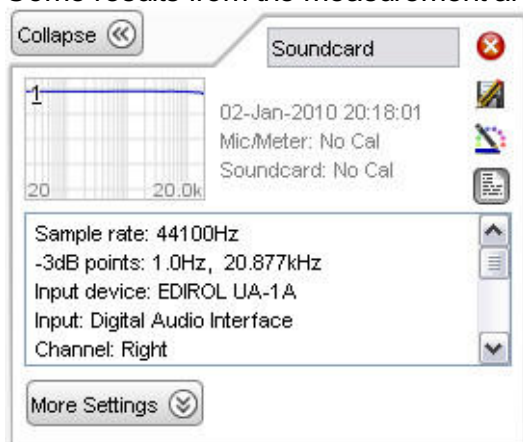 Some results from the measurement ar
Collapse
Soundcard
1
20 20.0k
02-Jan-2010 20:18:01
Mic/Meter: No Cal
Soundcard: No Cal
Sample rate: 44100Hz
-3dB points: 1.0Hz, 20.877kHz
Input device: EDIROL UA-1A
Input: Digital Audio Interface
Channel: Right
More Settings